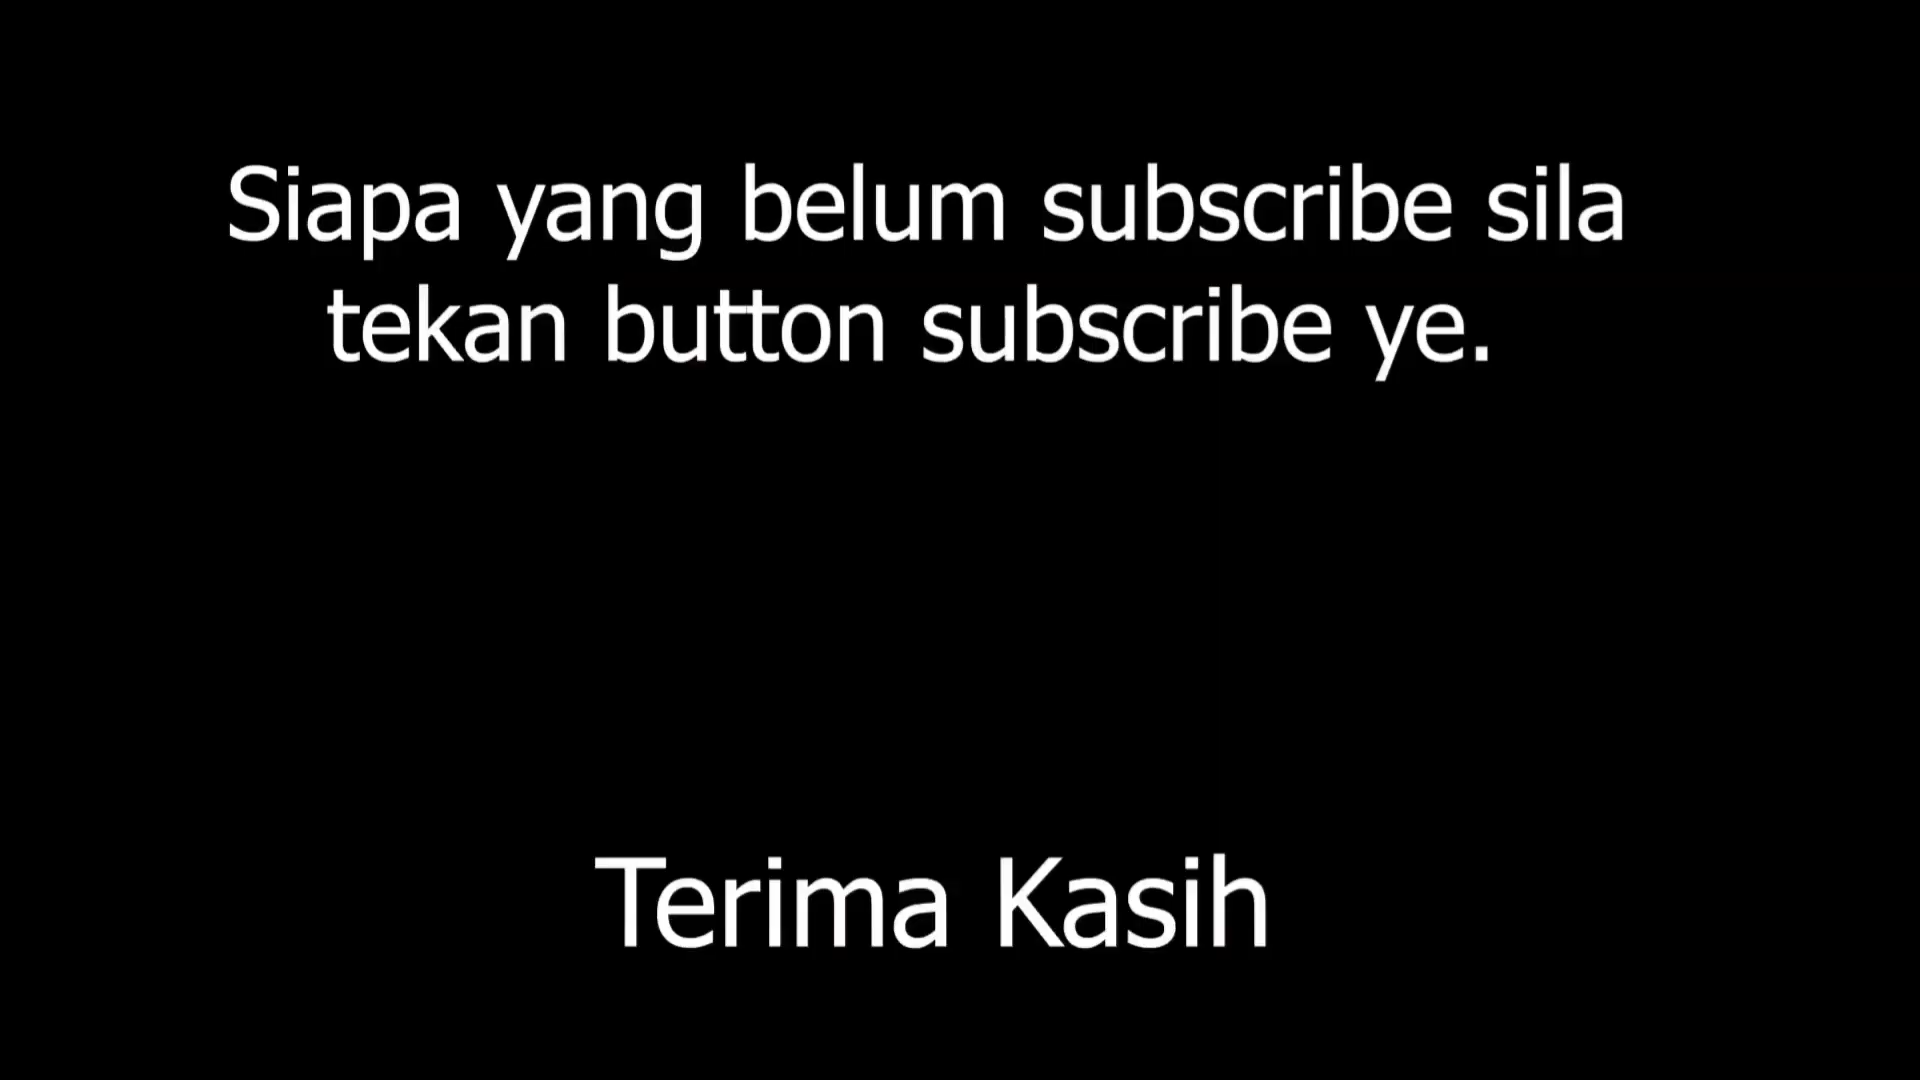 Siapa yang belum subscribe sila
tekan button subscribe ye.
Terima Kasih